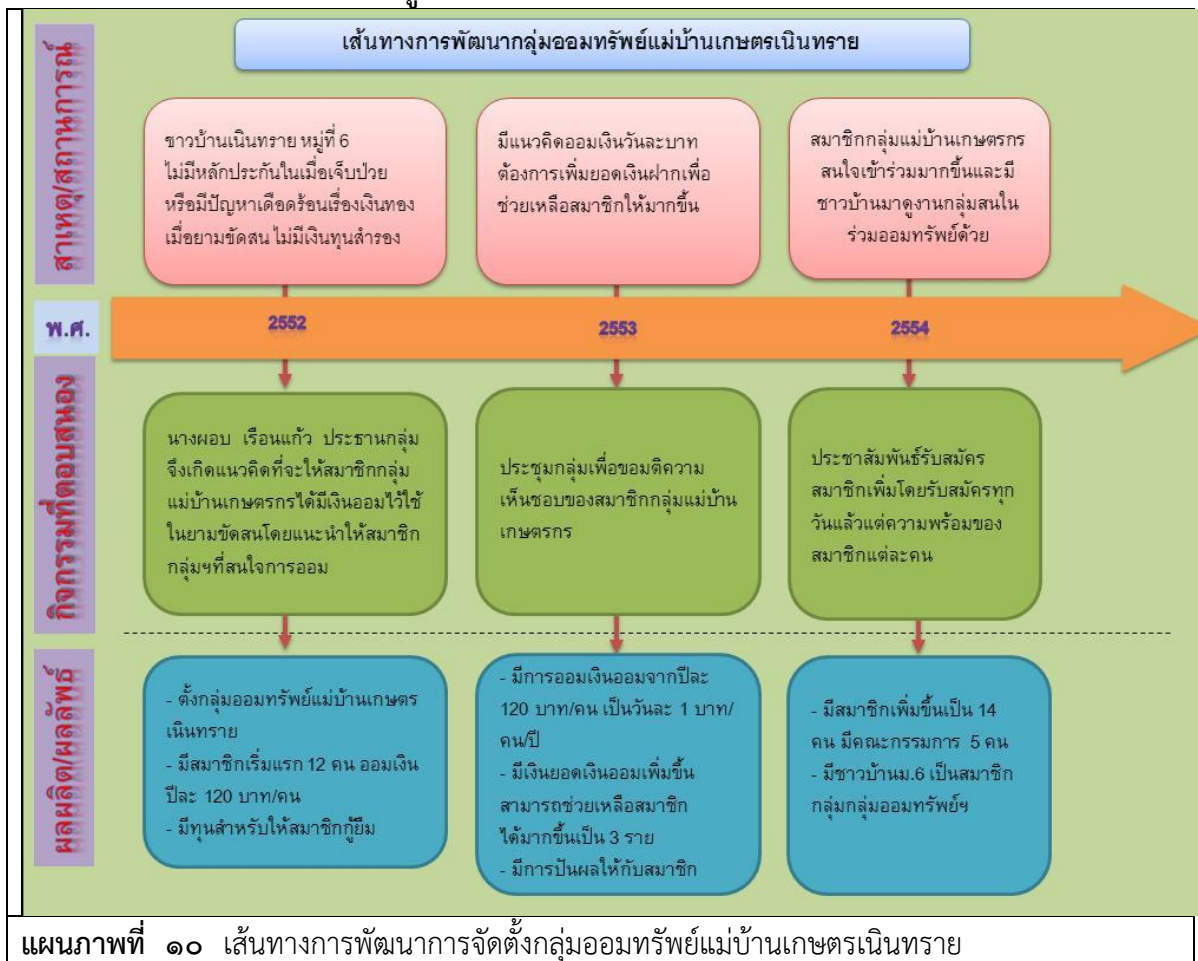 เส้นทางการพัฒนากลุ่มออมทรัพย์แม่บ้านเกษตรเนินทราย
สาเหตุ/สถานการณ์
ชาวบ้านเนินทราย หมู่ที่ 6
ไม่มีหลักประกันในเมื่อเจ็บป่วย
หรือมีปัญหาเดือดร้อนเรื่องเงินทอง
เมื่อยามขัดสน ไม่มีเงินทุนสำรอง
มีแนวคิดออมเงินวันละบาท
ต้องการเพิ่มยอดเงินฝากเพื่อ
ช่วยเหลือสมาชิกให้มากขึ้น
สมาชิกกลุ่มแม่บ้านเกษตรกร
สนใจเข้าร่วมมากขึ้นและมี
ชาวบ้านมาดูงานกลุ่มสนใน
ร่วมออมทรัพย์ด้วย
พ.ศ.
2552
2553
2554
กิจกรรมที่ตอบสนอง
นางผอบ เรือนแก้ว ประธานกลุ่ม
จึงเกิดแนวคิดที่จะให้สมาชิกกลุ่ม
แม่บ้านเกษตรกรได้มีเงินออมไว้ใช้
ในยามขัดสนโดยแนะนำให้สมาชิก
กลุ่มฯที่สนใจการออม
ประชุมกลุ่มเพื่อขอมติความ
เห็นชอบของสมาชิกกลุ่มแม่บ้าน
เกษตรกร
ประชาสัมพันธ์รับสมัคร
สมาชิกเพิ่มโดยรับสมัครทุก
วันแล้วแต่ความพร้อมของ
สมาชิกแต่ละคน
ผลผลิต/ผลลัพธ์
- ตั้งกลุ่มออมทรัพย์แม่บ้านเกษตร
เนินทราย
- มีสมาชิกเริ่มแรก 12 คน ออมเงิน
ปีละ 120 บาท/คน
- มีทุนสำหรับให้สมาชิกกู้ยืม
- มีการออมเงินออมจากปีละ
120 บาท/คน เป็นวันละ 1 บาท/
คน/ปี
- มีเงินยอดเงินออมเพิ่มขึ้น
สามารถช่วยเหลือสมาชิก
ได้มากขึ้นเป็น 3 ราย
- มีการปันผลให้กับสมาชิก
- มีสมาชิกเพิ่มขึ้นเป็น 14
คน มีคณะกรรมการ 5 คน
- มีชาวบ้านม.6 เป็นสมาชิก
กลุ่มกลุ่มออมทรัพย์ฯ
แผนภาพที่ ๑๐ เส้นทางการพัฒนาการจัดตั้งกลุ่มออมทรัพย์แม่บ้านเกษตรเนินทราย